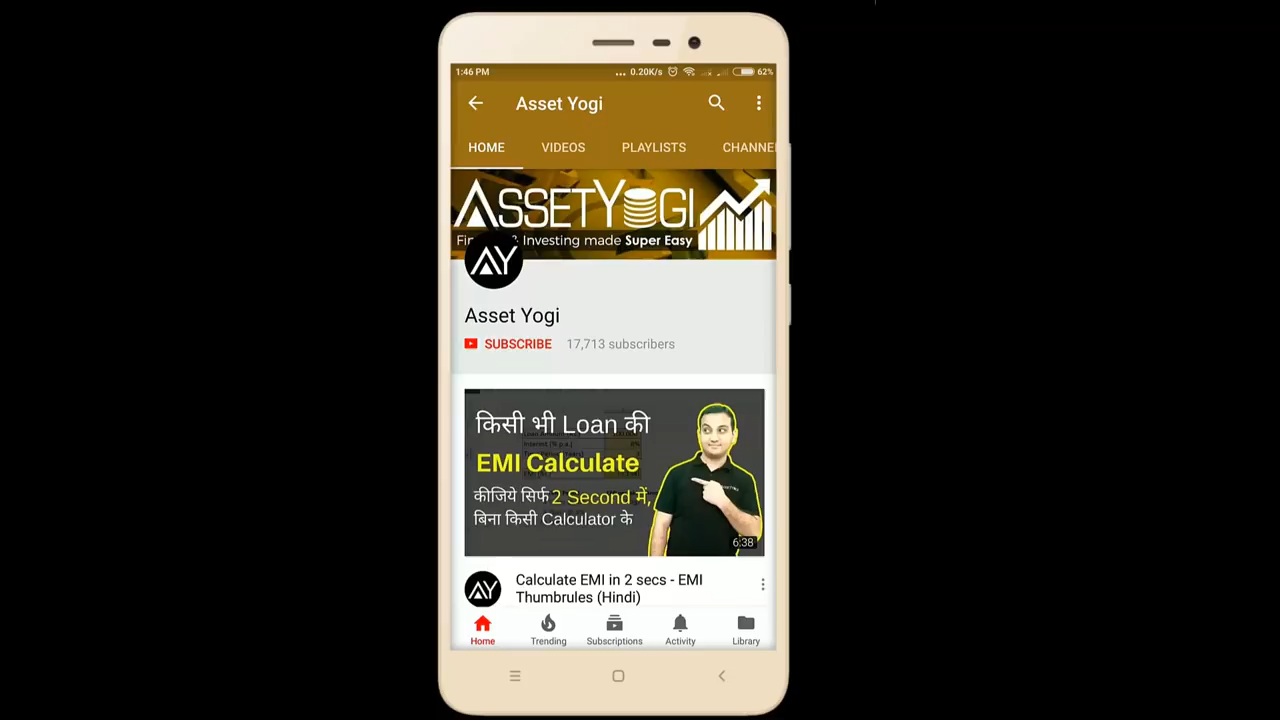 1:46 PM
... 0.20K/s
62%
Asset Yogi
HOME
VIDEOS
PLAYLISTS
CHANNE
ASSETYOGI
& Investing made Super Easy
AY
Asset Yogi
SUBSCRIBE
17,713 subscribers
किसी भी Loan की
EMI Calculate
कीजिये सिर्फ 2 Second में,
बिना किसी Calculator के
6:38
AY
Calculate EMI in 2 secs - EMI
Thumbrules (Hindi)
Home
Trending
Subscriptions
Activity
Library